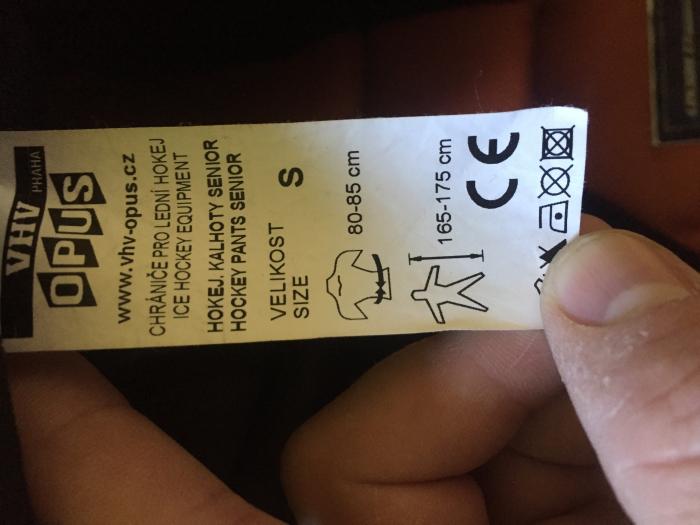 VHV PRAHA
OPUS
www.vhv-opus.cz
CHRÁNIČE PRO LEDNÍ HOKEJ
ICE HOCKEY EQUIPMENT
HOKEJ. KALHOTY SENIOR
HOCKEY PANTS SENIOR
VELIKOST S
SIZE
80-85 cm
165-175 cm
CE